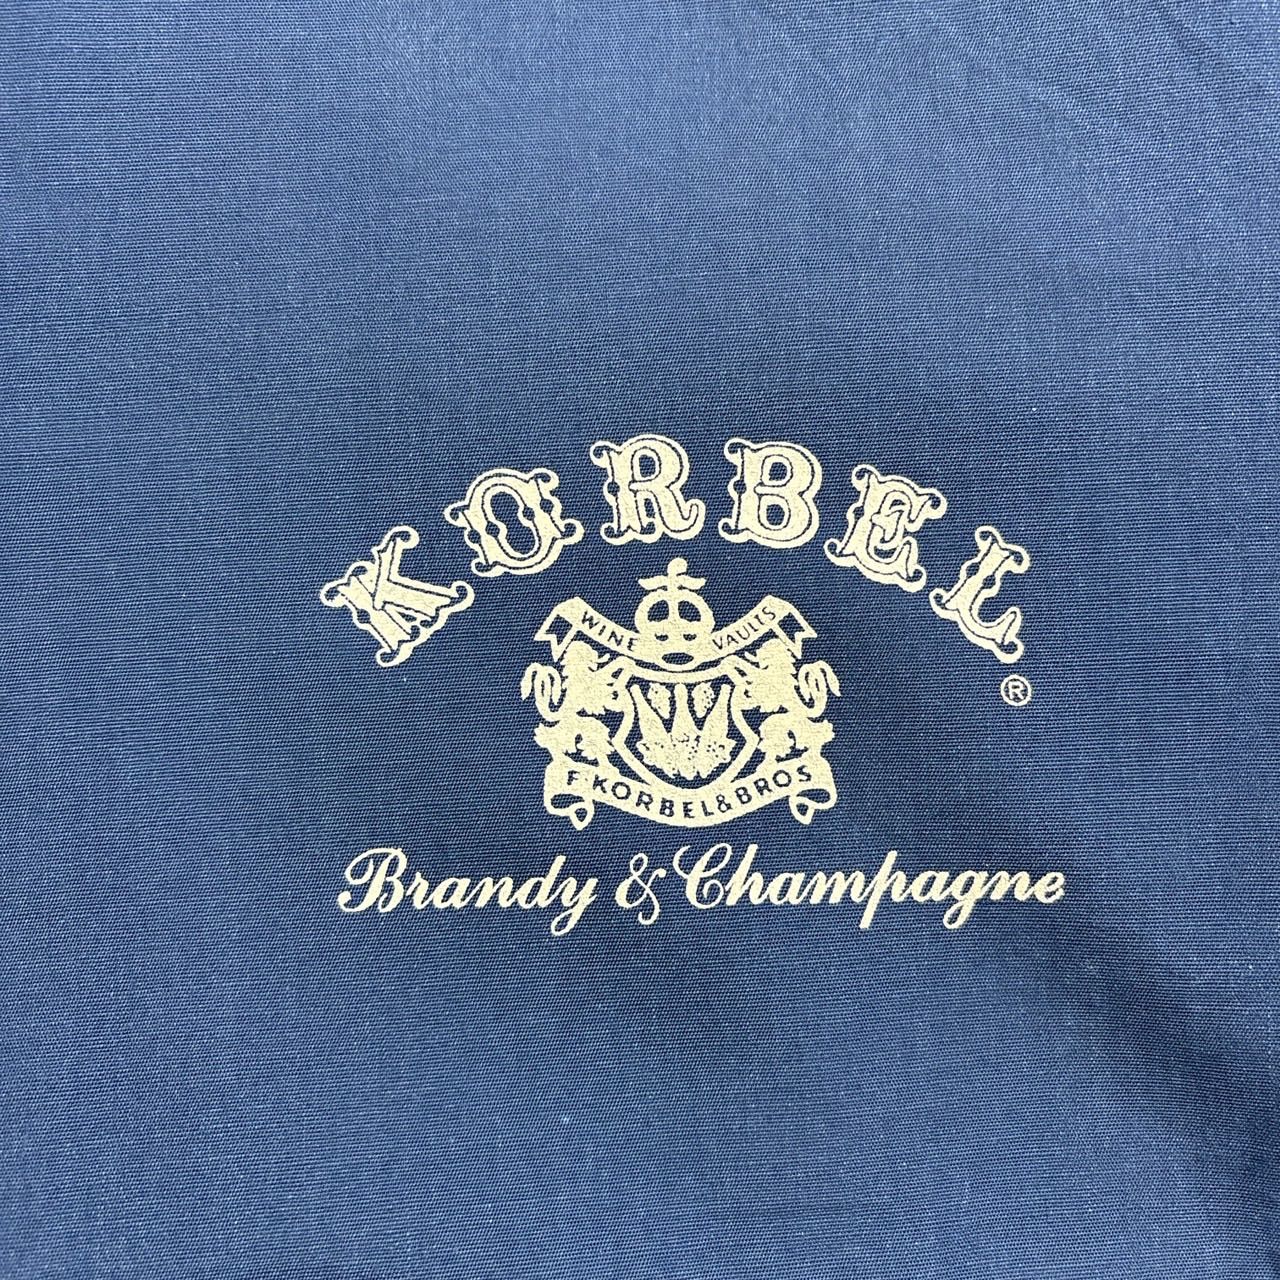 KORBEL
®
WINE VAULTS
F. KORBEL & BROS
Brandy & Champagne